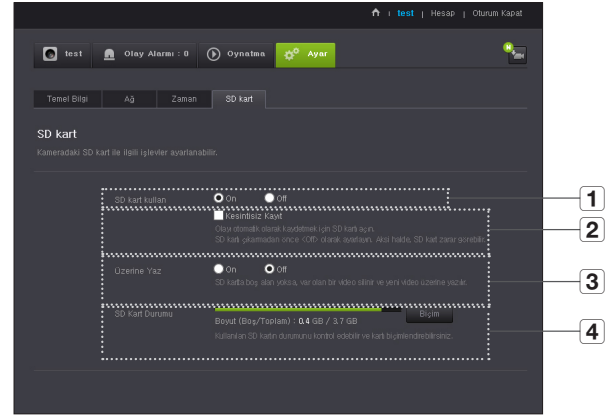 test | Hesap | Oturum Kapat
test Olay Alarmı : 0 Oynatma Ayar
N
Temel Bilgi Ağ Zaman SD kart
SD kart
Kameradaki SD kart ile ilgili işlevler ayarlanabilir.
SD kart kullan On Off
1
Kesintisiz Kayıt
Olayı otomatik olarak kaydetmek için SD kartı açın.
SD kartı çıkarmadan önce <Off> olarak ayarlayın. Aksi halde, SD kart zarar görebilir.
2
Üzerine Yaz On Off
SD kartta boş alan yoksa, var olan bir video silinir ve yeni video üzerine yazılır.
3
SD Kart Durumu Biçim
Boyut (Boş/Toplam) : 0.4 GB / 3.7 GB
Kullanılan SD kartın durumunu kontrol edebilir ve kartı biçimlendirebilirsiniz.
4